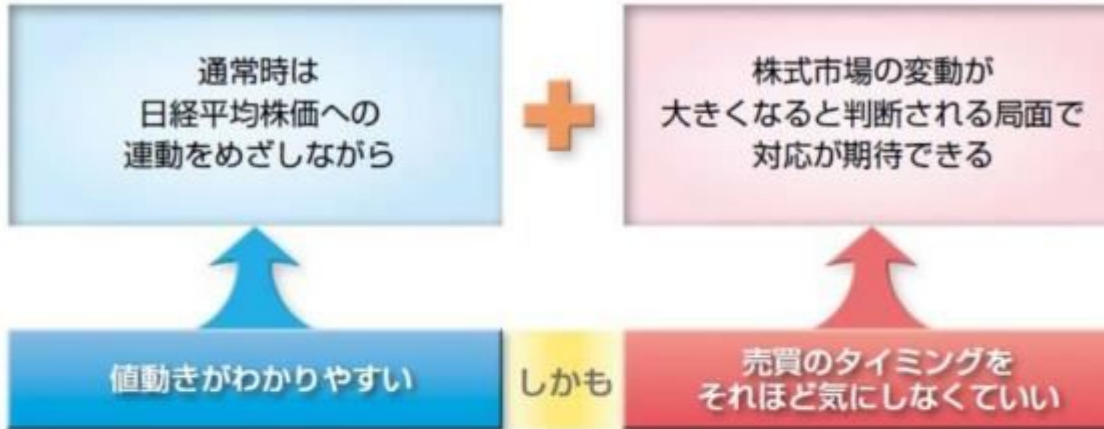 通常時は
日経平均株価への
連動をめざしながら
株式市場の変動が
大きくなると判断される局面で
対応が期待できる
値動きがわかりやすい
しかも
売買のタイミングを
それほど気にしなくていい